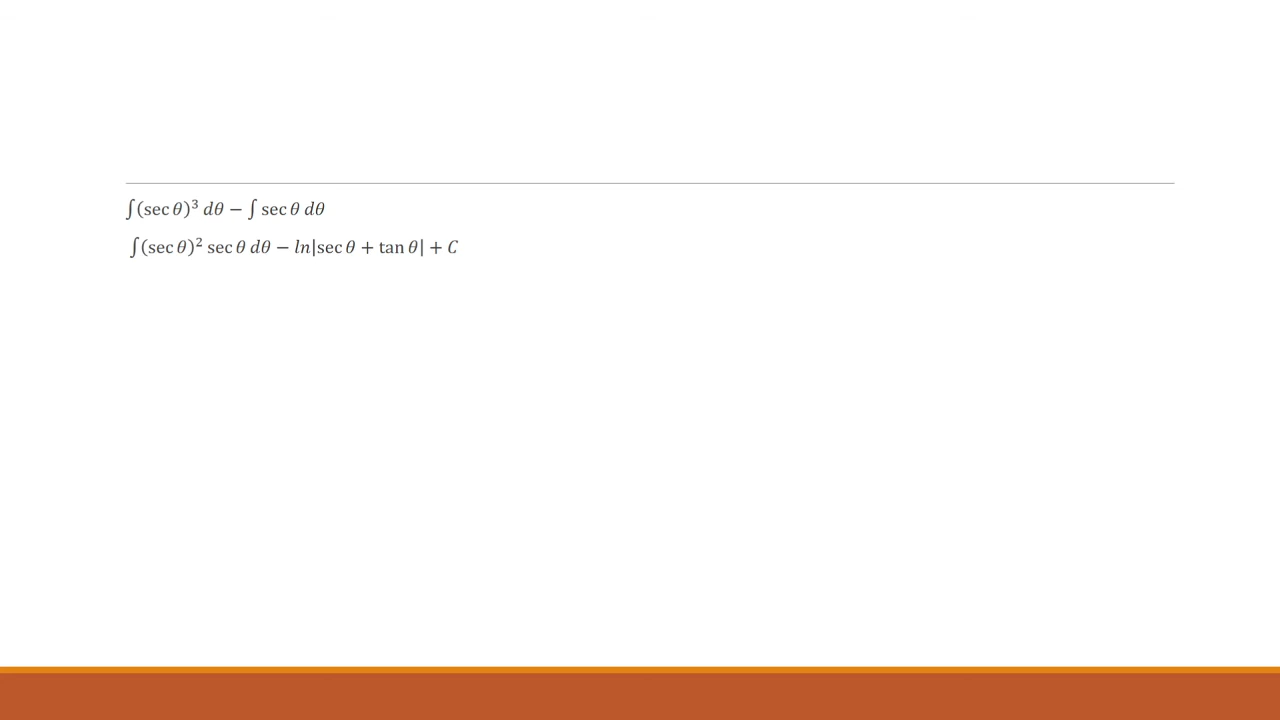 ∫(sec θ)³ dθ − ∫ sec θ dθ
∫(sec θ)² sec θ dθ − ln|sec θ + tan θ| + C